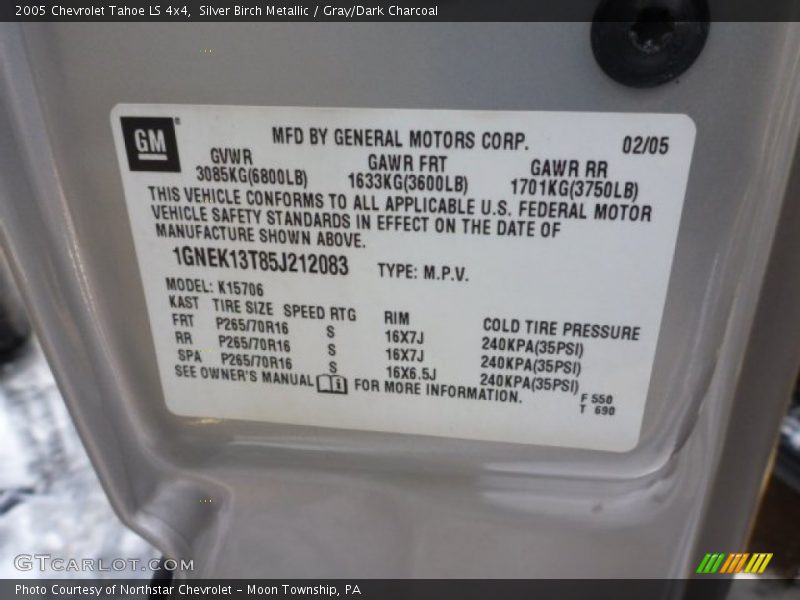 2005 Chevrolet Tahoe LS 4x4, Silver Birch Metallic / Gray/Dark Charcoal
GM
MFD BY GENERAL MOTORS CORP. 02/05
GVWR GAWR FRT GAWR RR
3085KG(6800LB) 1633KG(3600LB) 1701KG(3750LB)
THIS VEHICLE CONFORMS TO ALL APPLICABLE U.S. FEDERAL MOTOR
VEHICLE SAFETY STANDARDS IN EFFECT ON THE DATE OF
MANUFACTURE SHOWN ABOVE.
1GNEK13T85J212083 TYPE: M.P.V.
MODEL: K15706
KAST TIRE SIZE SPEED RTG RIM COLD TIRE PRESSURE
FRT P265/70R16 S 16X7J 240KPA(35PSI)
RR P265/70R16 S 16X7J 240KPA(35PSI)
SPA P265/70R16 S 16X6.5J 240KPA(35PSI)
SEE OWNER'S MANUAL FOR MORE INFORMATION.
F 550
T 690
GTCARLOT.COM
Photo Courtesy of Northstar Chevrolet - Moon Township, PA